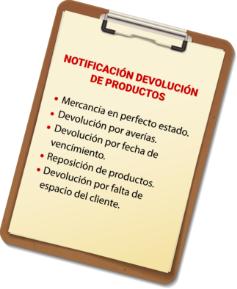 NOTIFICACIÓN DEVOLUCIÓN
DE PRODUCTOS
• Mercancia en perfecto estado.
• Devolución por averías.
• Devolución por fecha de
vencimiento.
• Reposición de productos.
• Devolución por falta de
espacio del cliente.